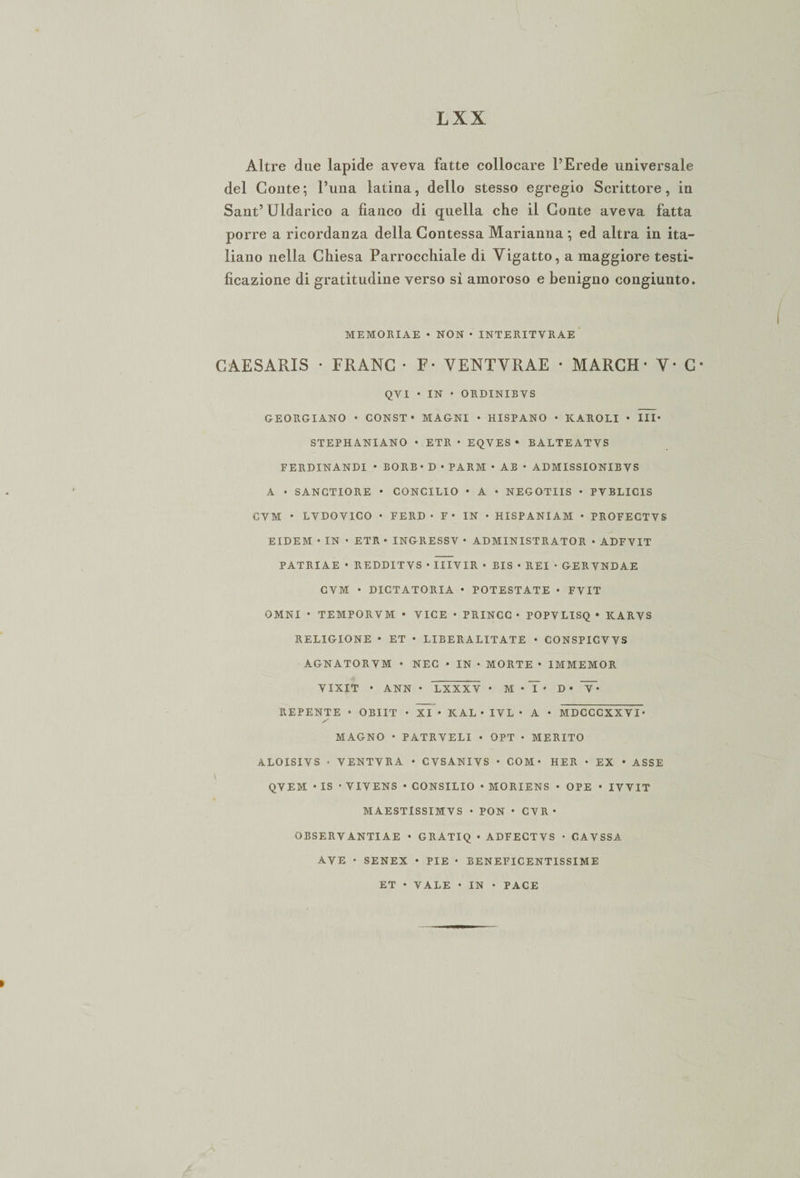 LXX
Altre due lapide aveva fatte collocare l'Erede universale
del Conte; l'una latina, dello stesso egregio Scrittore, in
Sant' Uldarico a fianco di quella che il Conte aveva fatta
porre a ricordanza della Contessa Marianna; ed altra in ita-
liano nella Chiesa Parrocchiale di Vigatto, a maggiore testi-
ficazione di gratitudine verso sì amoroso e benigno congiunto.
MEMORIAE · NON · INTERITVRAE
CAESARIS · FRANC · F · VENTVRAE · MARCH · V · C ·
QVI · IN · ORDINIBVS
GEORGIANO · CONST · MAGNI · HISPANO · KAROLI · I̅I̅I̅ ·
STEPHANIANO · ETR · EQVES · BALTEATVS
FERDINANDI · BORB · D · PARM · AB · ADMISSIONIBVS
A · SANCTIORE · CONCILIO · A · NEGOTIIS · PVBLICIS
CVM · LVDOVICO · FERD · F · IN · HISPANIAM · PROFECTVS
EIDEM · IN · ETR · INGRESSV · ADMINISTRATOR · ADFVIT
PATRIAE · REDDITVS · I̅I̅I̅VIR · BIS · REI · GERVNDAE
CVM · DICTATORIA · POTESTATE · FVIT
OMNI · TEMPORVM · VICE · PRINCC · POPVLISQ · KARVS
RELIGIONE · ET · LIBERALITATE · CONSPICVVS
AGNATORVM · NEC · IN · MORTE · IMMEMOR
VIXIT · ANN · L̅X̅X̅X̅V̅ · M · I̅ · D · V̅ ·
REPENTE · OBIIT · X̅I̅ · KAL · IVL · A · M̅D̅C̅C̅C̅X̅X̅V̅I̅ ·
MAGNO · PATRVELI · OPT · MERITO
ALOISIVS · VENTVRA · CVSANIVS · COM · HER · EX · ASSE
QVEM · IS · VIVENS · CONSILIO · MORIENS · OPE · IVVIT
MAESTISSIMVS · PON · CVR ·
OBSERVANTIAE · GRATIQ · ADFECTVS · CAVSSA
AVE · SENEX · PIE · BENEFICENTISSIME
ET · VALE · IN · PACE